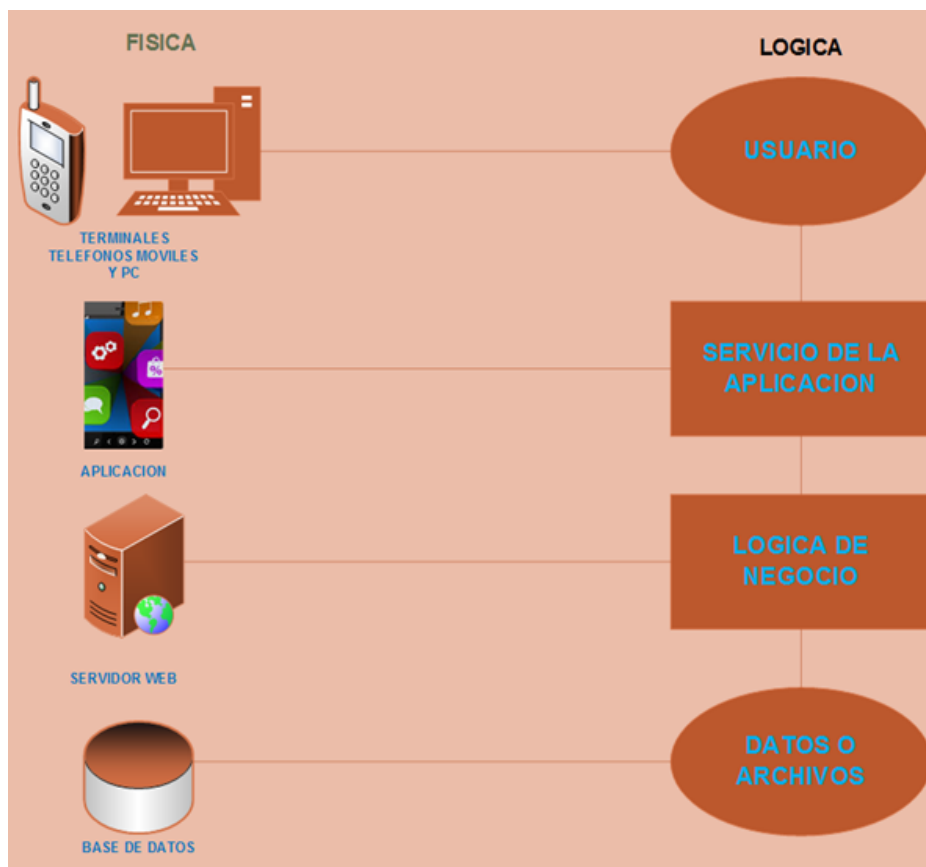 FISICA
LOGICA
USUARIO
TERMINALES
TELEFONOS MOVILES
Y PC
SERVICIO DE LA
APLICACION
APLICACION
LOGICA DE
NEGOCIO
SERVIDOR WEB
DATOS O
ARCHIVOS
BASE DE DATOS